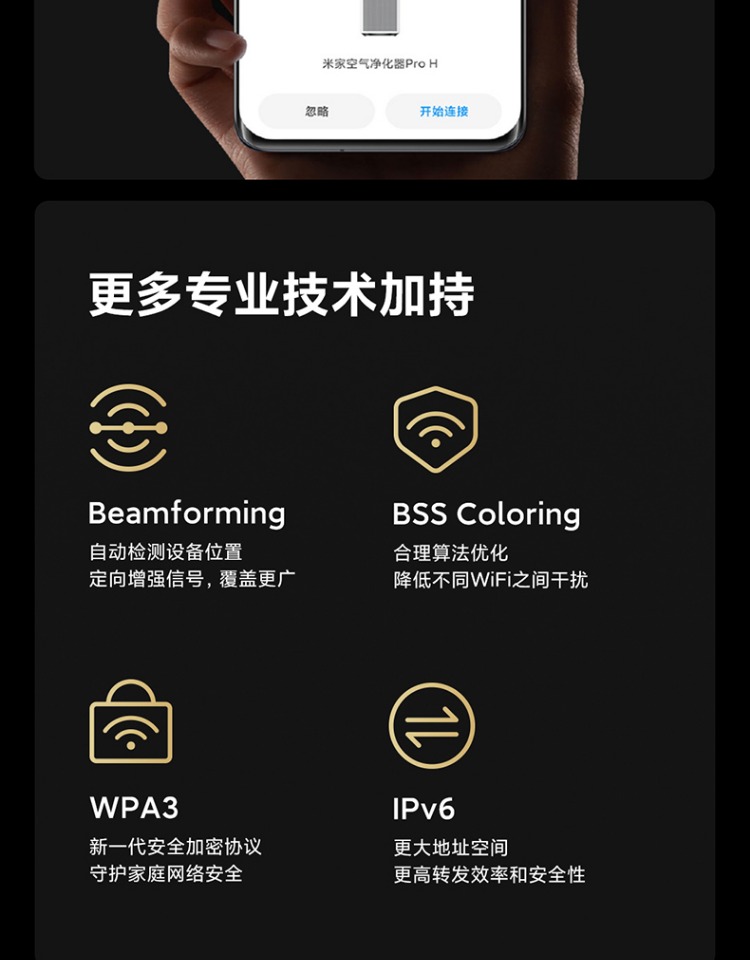 米家空气净化器Pro H
忽略
开始连接
更多专业技术加持
Beamforming
自动检测设备位置
定向增强信号，覆盖更广
BSS Coloring
合理算法优化
降低不同WiFi之间干扰
WPA3
新一代安全加密协议
守护家庭网络安全
IPv6
更大地址空间
更高转发效率和安全性